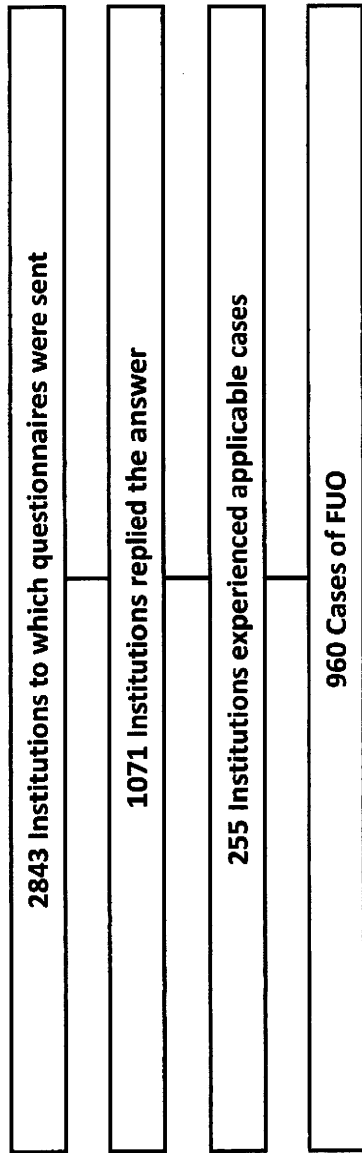 2843 Institutions to which questionnaires were sent
1071 Institutions replied the answer
255 Institutions experienced applicable cases
960 Cases of FUO